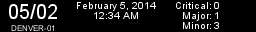 05/02
DENVER-01
February 5, 2014
12:34 AM
Critical: 0
Major: 1
Minor: 3